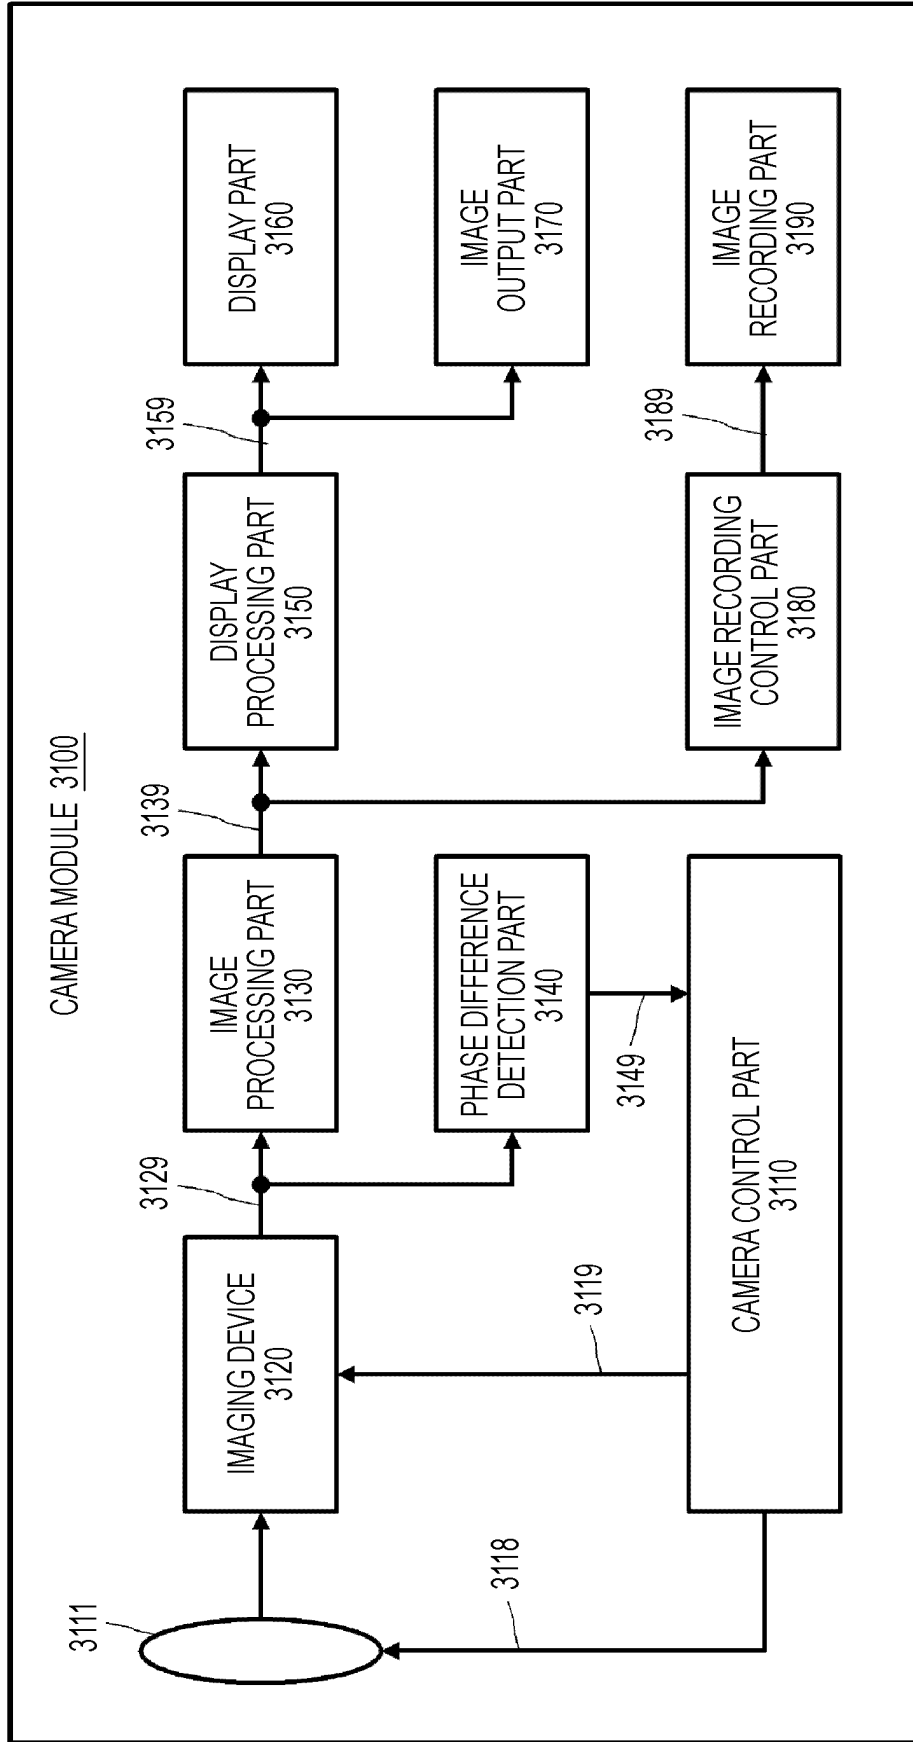 CAMERA MODULE 3100
3111
IMAGING DEVICE
3120
3129
IMAGE
PROCESSING PART
3130
3139
DISPLAY
PROCESSING PART
3150
3159
DISPLAY PART
3160
PHASE DIFFERENCE
DETECTION PART
3140
IMAGE
OUTPUT PART
3170
3118
3119
3149
CAMERA CONTROL PART
3110
IMAGE RECORDING
CONTROL PART
3180
3189
IMAGE
RECORDING PART
3190